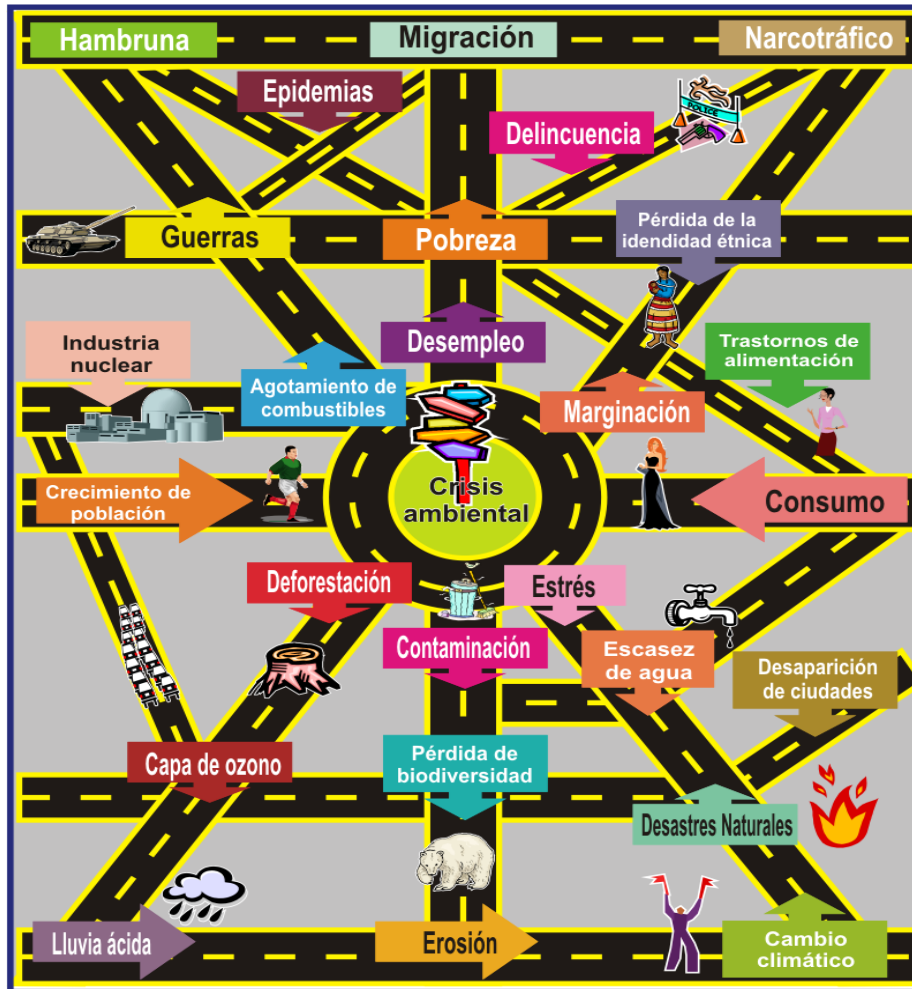 Hambruna
Migración
Narcotráfico
Epidemias
POLICE
Delincuencia
Guerras
Pobreza
Pérdida de la
idendidad étnica
Industria
nuclear
Agotamiento de
combustibles
Desempleo
Marginación
Trastornos de
alimentación
Crecimiento de
población
Crisis
ambiental
Consumo
Deforestación
Estrés
Contaminación
Escasez
de agua
Desaparición
de ciudades
Capa de ozono
Pérdida de
biodiversidad
Desastres Naturales
Lluvia ácida
Erosión
Cambio
climático